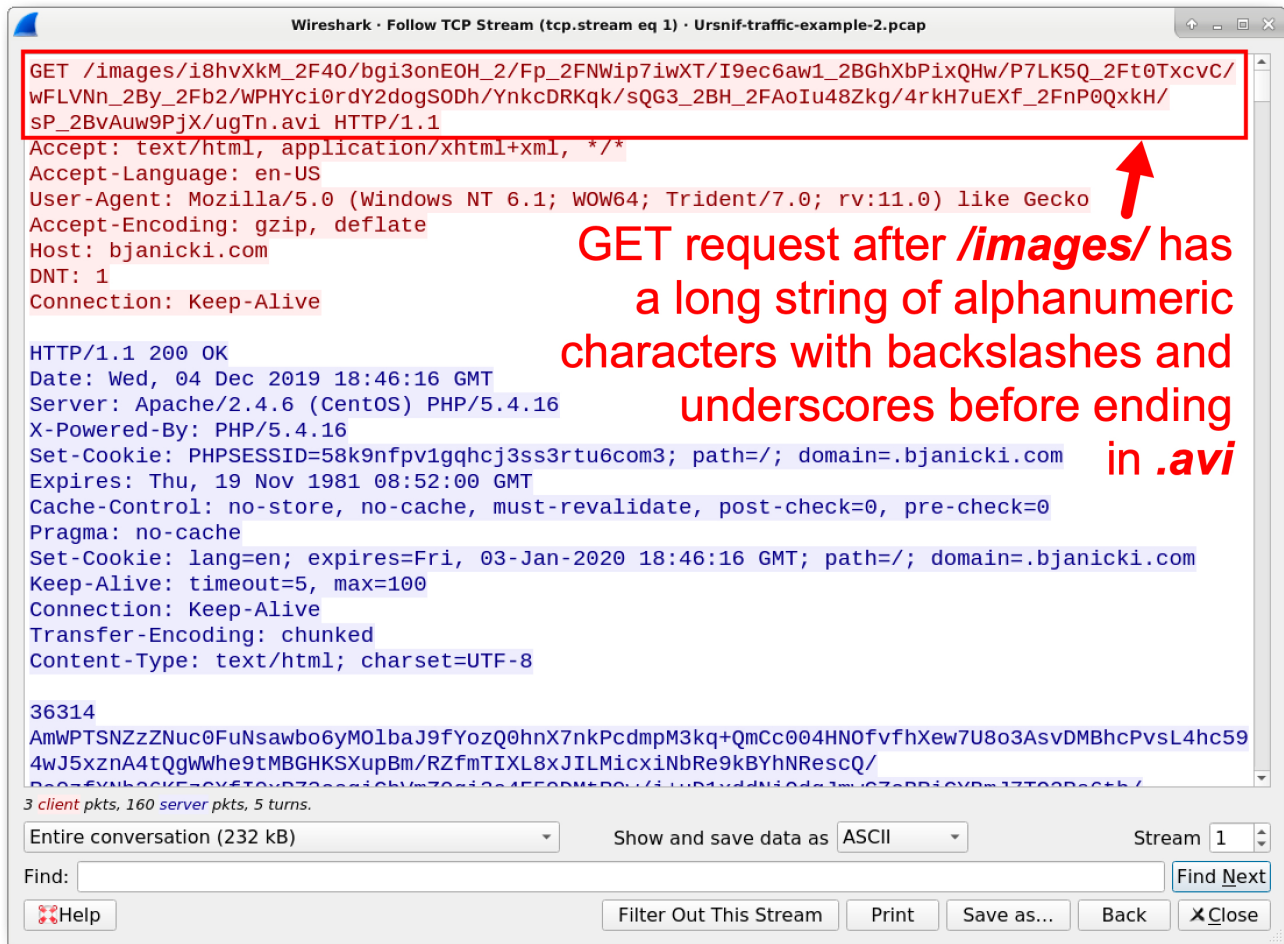 Wireshark · Follow TCP Stream (tcp.stream eq 1) · Ursnif-traffic-example-2.pcap
GET /images/i8hvXkM_2F4O/bgi3onEOH_2/Fp_2FNWip7iwXT/I9ec6aw1_2BGhXbPixQHw/P7LK5Q_2Ft0TxcvC/
wFLVNn_2By_2Fb2/WPHYci0rdY2dogSODh/YnkcDRKqk/sQG3_2BH_2FAoIu48Zkg/4rkH7uEXf_2FnP0QxkH/
sP_2BvAuw9PjX/ugTn.avi HTTP/1.1
Accept: text/html, application/xhtml+xml, */*
Accept-Language: en-US
User-Agent: Mozilla/5.0 (Windows NT 6.1; WOW64; Trident/7.0; rv:11.0) like Gecko
Accept-Encoding: gzip, deflate
Host: bjanicki.com
DNT: 1
Connection: Keep-Alive
GET request after /images/ has
a long string of alphanumeric
characters with backslashes and
underscores before ending
in .avi
HTTP/1.1 200 OK
Date: Wed, 04 Dec 2019 18:46:16 GMT
Server: Apache/2.4.6 (CentOS) PHP/5.4.16
X-Powered-By: PHP/5.4.16
Set-Cookie: PHPSESSID=58k9nfpv1gqhcj3ss3rtu6com3; path=/; domain=.bjanicki.com
Expires: Thu, 19 Nov 1981 08:52:00 GMT
Cache-Control: no-store, no-cache, must-revalidate, post-check=0, pre-check=0
Pragma: no-cache
Set-Cookie: lang=en; expires=Fri, 03-Jan-2020 18:46:16 GMT; path=/; domain=.bjanicki.com
Keep-Alive: timeout=5, max=100
Connection: Keep-Alive
Transfer-Encoding: chunked
Content-Type: text/html; charset=UTF-8
36314
AmWPTSNZzZNuc0FuNsawbo6yMOlbaJ9fYozQ0hnX7nkPcdmpM3kq+QmCc004HNOfvfhXew7U8o3AsvDMBhcPvsL4hc59
4wJ5xznA4tQgWWhe9tMBGHKSXupBm/RZfmTIXL8xJILMicxiNbRe9kBYhNRescQ/
3 client pkts, 160 server pkts, 5 turns.
Entire conversation (232 kB)
Show and save data as ASCII
Stream 1
Find:
Find Next
Help
Filter Out This Stream
Print
Save as...
Back
Close